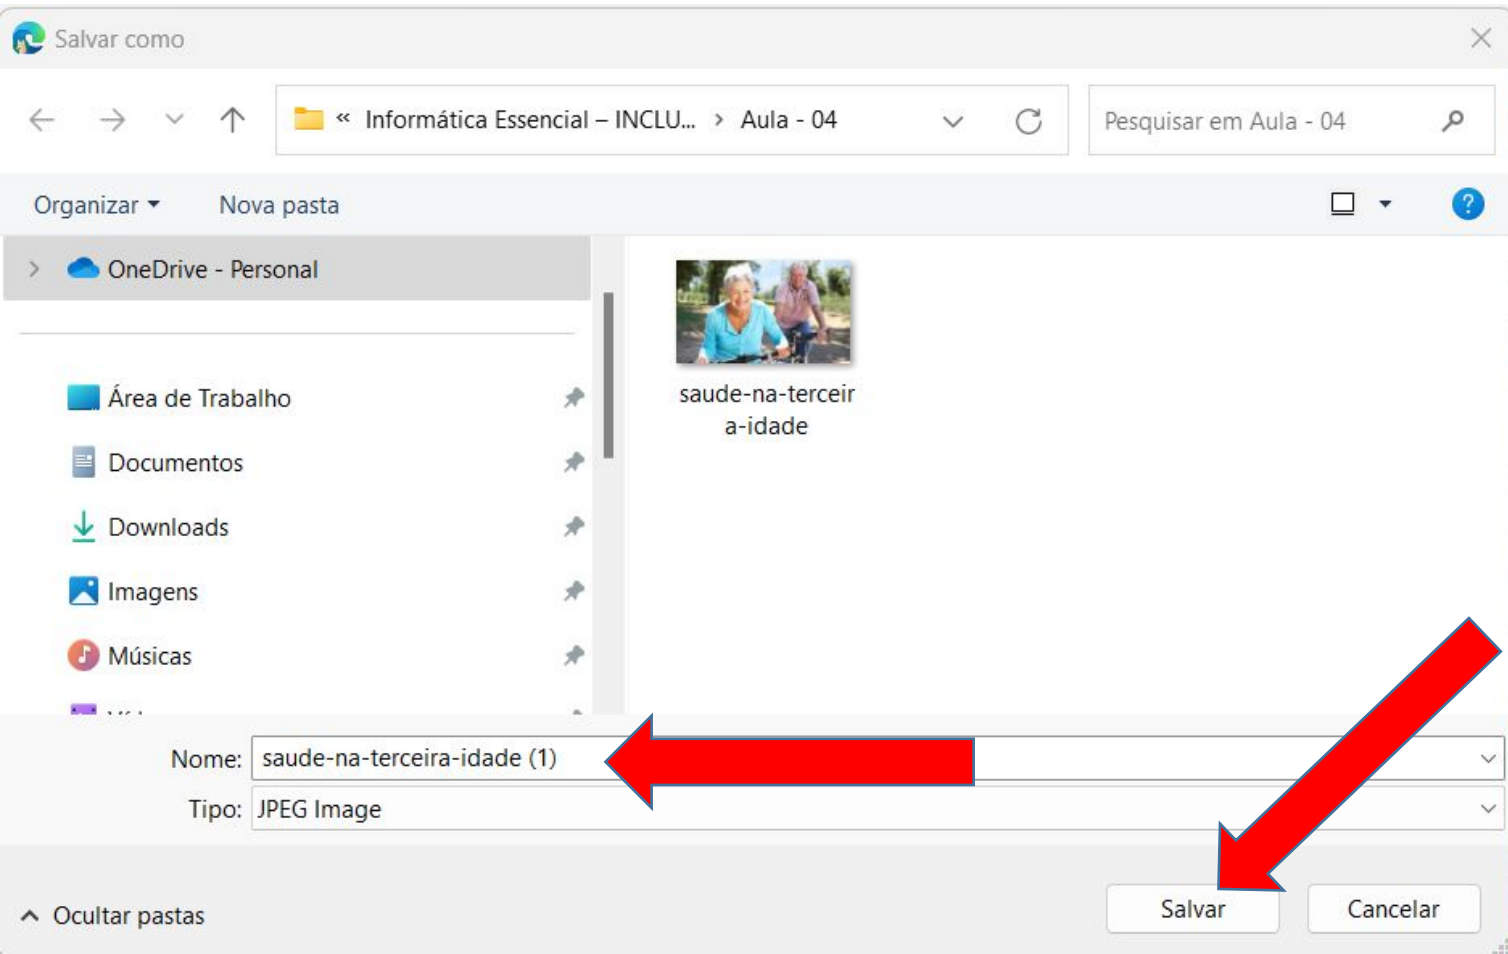 Salvar como
« Informática Essencial – INCLU... > Aula - 04
Pesquisar em Aula - 04
Organizar
Nova pasta
OneDrive - Personal
Área de Trabalho
Documentos
Downloads
Imagens
Músicas
saude-na-terceir
a-idade
Nome: saude-na-terceira-idade (1)
Tipo: JPEG Image
Ocultar pastas
Salvar
Cancelar